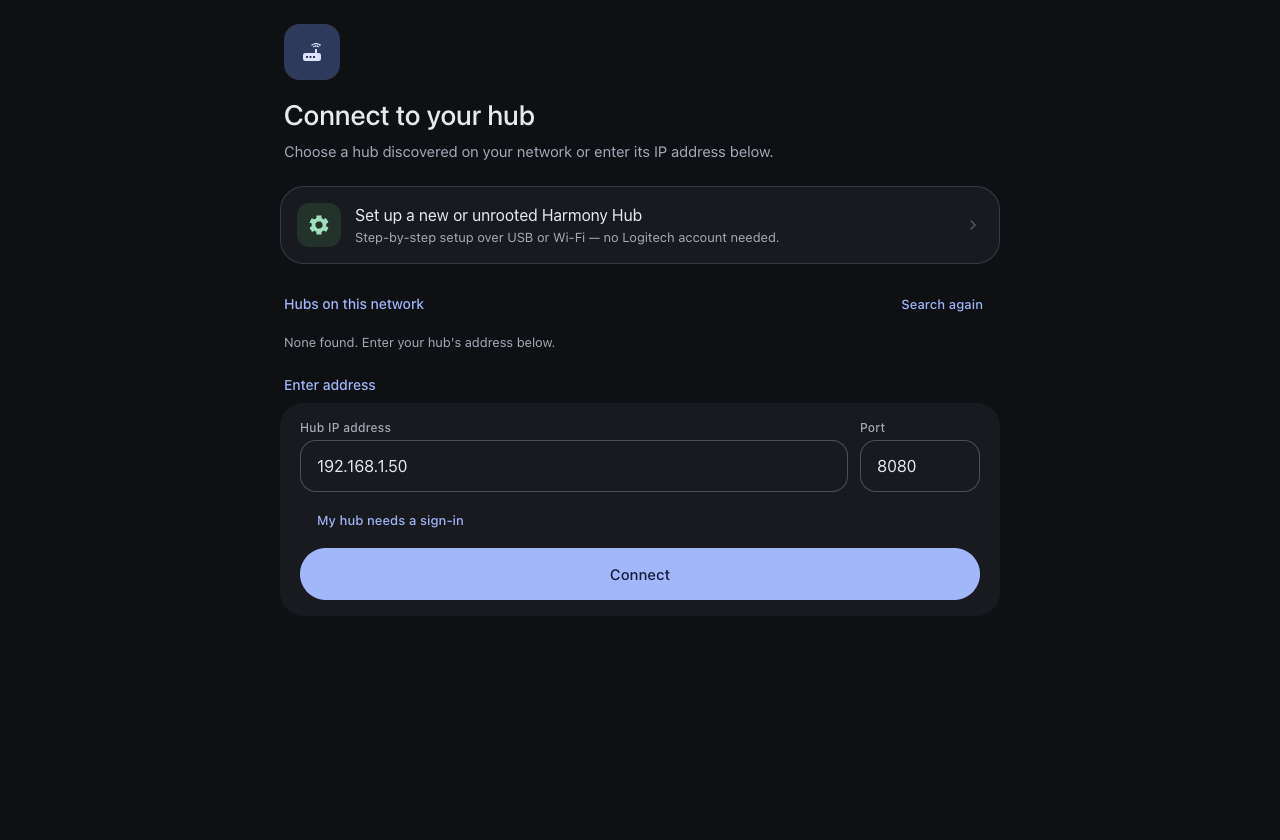 Connect to your hub
Choose a hub discovered on your network or enter its IP address below.
Set up a new or unrooted Harmony Hub
Step-by-step setup over USB or Wi-Fi — no Logitech account needed.
Hubs on this network
Search again
None found. Enter your hub's address below.
Enter address
Hub IP address
Port
192.168.1.50
8080
My hub needs a sign-in
Connect